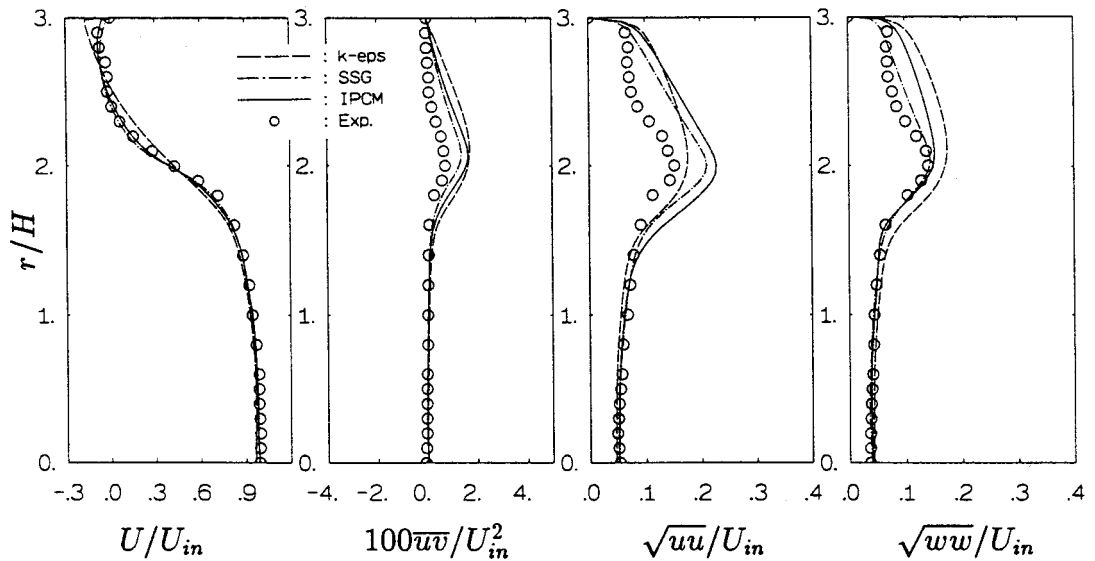 3. 3. 3. 3.
— — : k-eps
—·—·— : SSG
——— : IPCM
○ : Exp.
2. 2. 2. 2.
r/H
1. 1. 1. 1.
0. 0. 0. 0.
-.3 .0 .3 .6 .9 -4. -2. 0. 2. 4. .0 .1 .2 .3 .4 .0 .1 .2 .3 .4
U/U_{in} 100\overline{uv}/U_{in}^2 \sqrt{\overline{uu}}/U_{in} \sqrt{\overline{ww}}/U_{in}